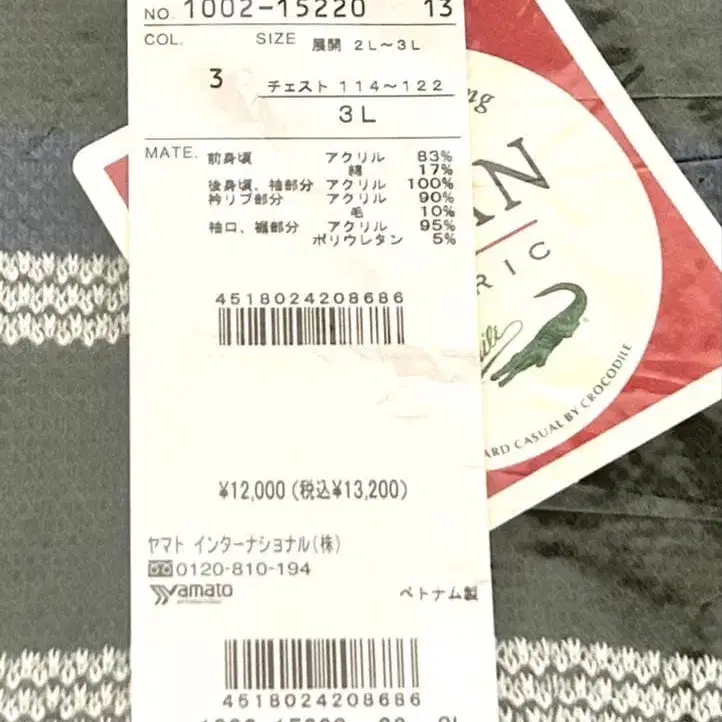 NO. 1002-15220 13
COL. SIZE 展開 2L～3L
3 チェスト 114～122
3L
MATE. 前身頃 アクリル 83%
綿 17%
後身頃、袖部分 アクリル 100%
衿リブ部分 アクリル 90%
毛 10%
袖口、裾部分 アクリル 95%
ポリウレタン 5%
4518024208686
¥12,000 (税込¥13,200)
ヤマト インターナショナル(株)
0120-810-194
Yamato
ベトナム製
4518024208686
RIC
ARD CASUAL BY CROCODILE